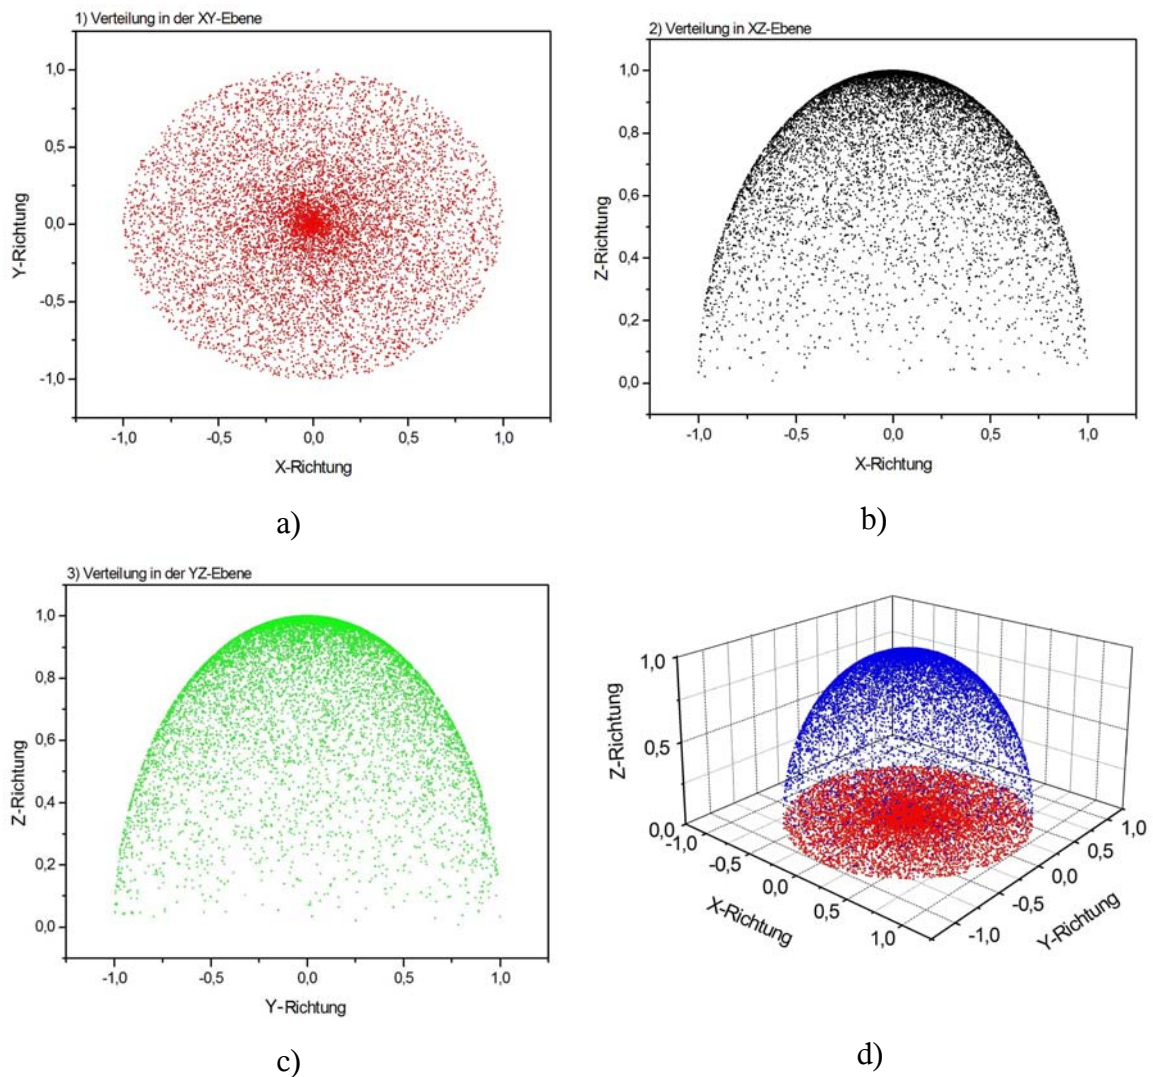 1) Verteilung in der XY-Ebene
1,0
0,5
0,0
-0,5
-1,0
Y-Richtung
-1,0 -0,5 0,0 0,5 1,0
X-Richtung
a)
2) Verteilung in XZ-Ebene
1,0
0,8
0,6
0,4
0,2
0,0
Z-Richtung
-1,0 -0,5 0,0 0,5 1,0
X-Richtung
b)
3) Verteilung in der YZ-Ebene
1,0
0,8
0,6
0,4
0,2
0,0
Z-Richtung
-1,0 -0,5 0,0 0,5 1,0
Y-Richtung
c)
1,0
0,5
0,0
Z-Richtung
-1,0
-0,5
0,0
0,5
1,0
X-Richtung
1,0
0,5
0,0
-0,5
-1,0
Y-Richtung
d)